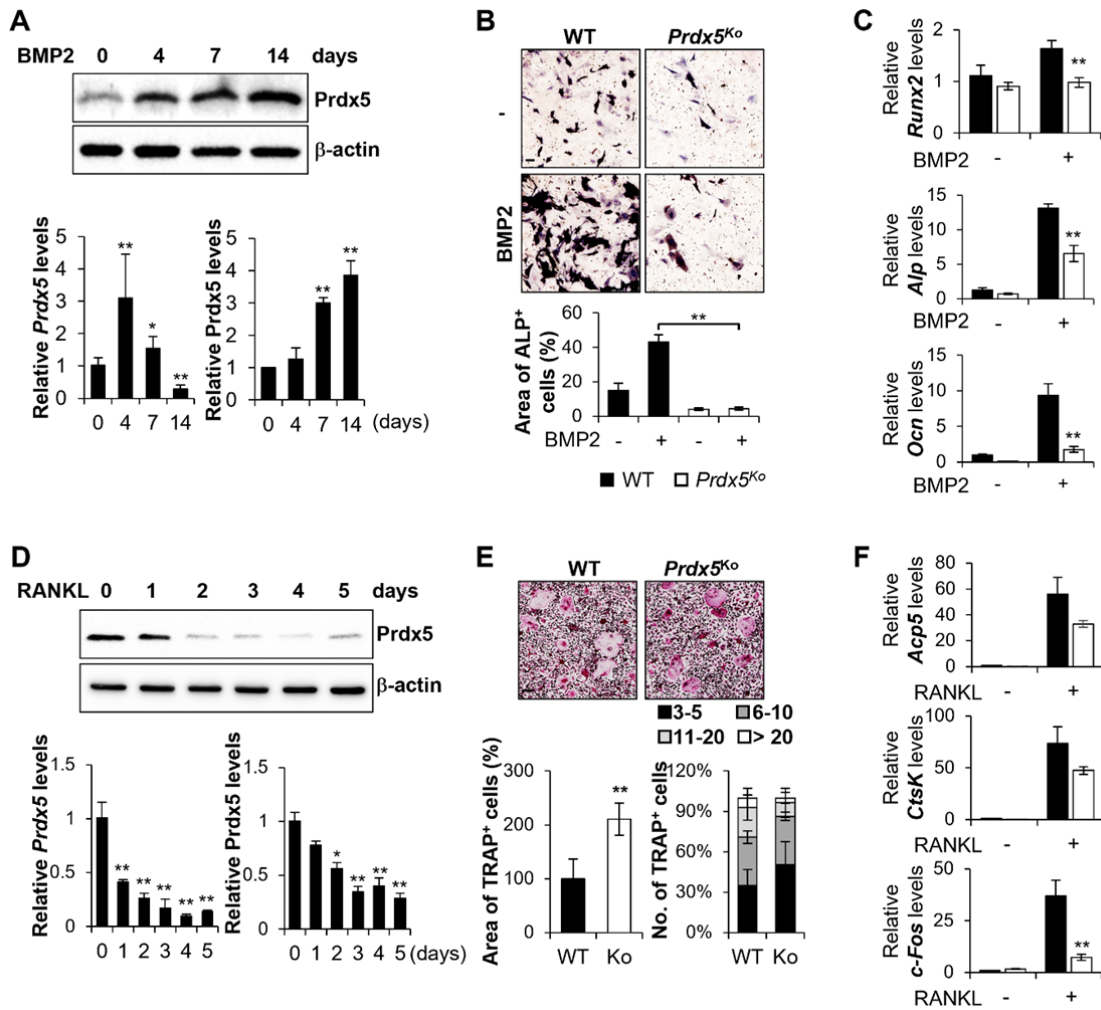 A
BMP2 0 4 7 14 days
Prdx5
β-actin
Relative Prdx5 levels
5
4
3
2
1
0
**
*
**
0 4 7 14
Relative Prdx5 levels
5
4
3
2
1
0
**
**
0 4 7 14 (days)
B
WT Prdx5Ko
-
BMP2
Area of ALP+ cells (%)
60
40
20
0
**
BMP2 - + - +
WT Prdx5Ko
C
Relative Runx2 levels
2
1
0
**
BMP2 - +
Relative Alp levels
15
10
5
0
**
BMP2 - +
Relative Ocn levels
15
10
5
0
**
BMP2 - +
D
RANKL 0 1 2 3 4 5 days
Prdx5
β-actin
Relative Prdx5 levels
1.5
1
0.5
0
** ** ** ** **
0 1 2 3 4 5 (days)
Relative Prdx5 levels
1.5
1
0.5
0
* ** ** **
0 1 2 3 4 5 (days)
E
WT Prdx5Ko
3-5 6-10
11-20 > 20
Area of TRAP+ cells (%)
300
200
100
0
**
WT Ko
No. of TRAP+ cells
120%
90%
60%
30%
0%
WT Ko
F
Relative Acp5 levels
80
60
40
20
0
RANKL - +
Relative CtsK levels
100
50
0
RANKL - +
Relative c-Fos levels
50
25
0
**
RANKL - +